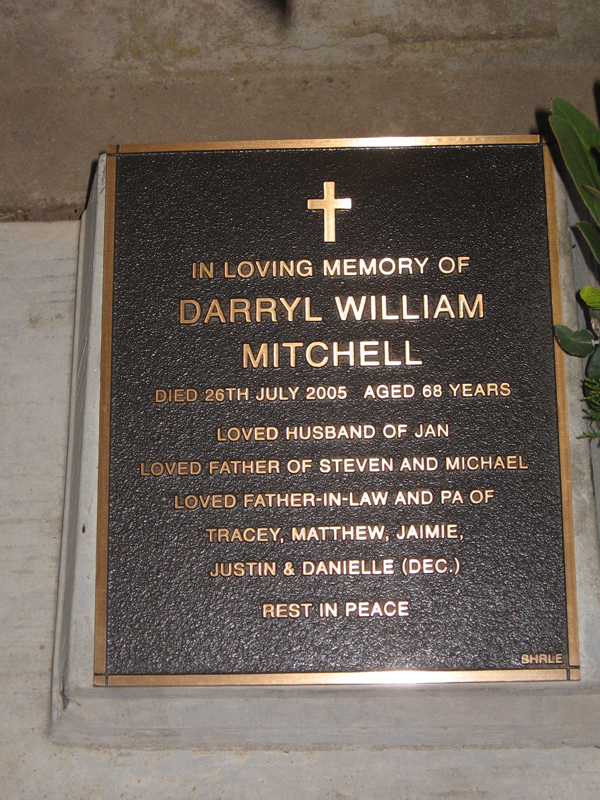 IN LOVING MEMORY OF
DARRYL WILLIAM
MITCHELL
DIED 26TH JULY 2005 AGED 68 YEARS
LOVED HUSBAND OF JAN
LOVED FATHER OF STEVEN AND MICHAEL
LOVED FATHER-IN-LAW AND PA OF
TRACEY, MATTHEW, JAIMIE,
JUSTIN & DANIELLE (DEC.)
REST IN PEACE
SHRLE